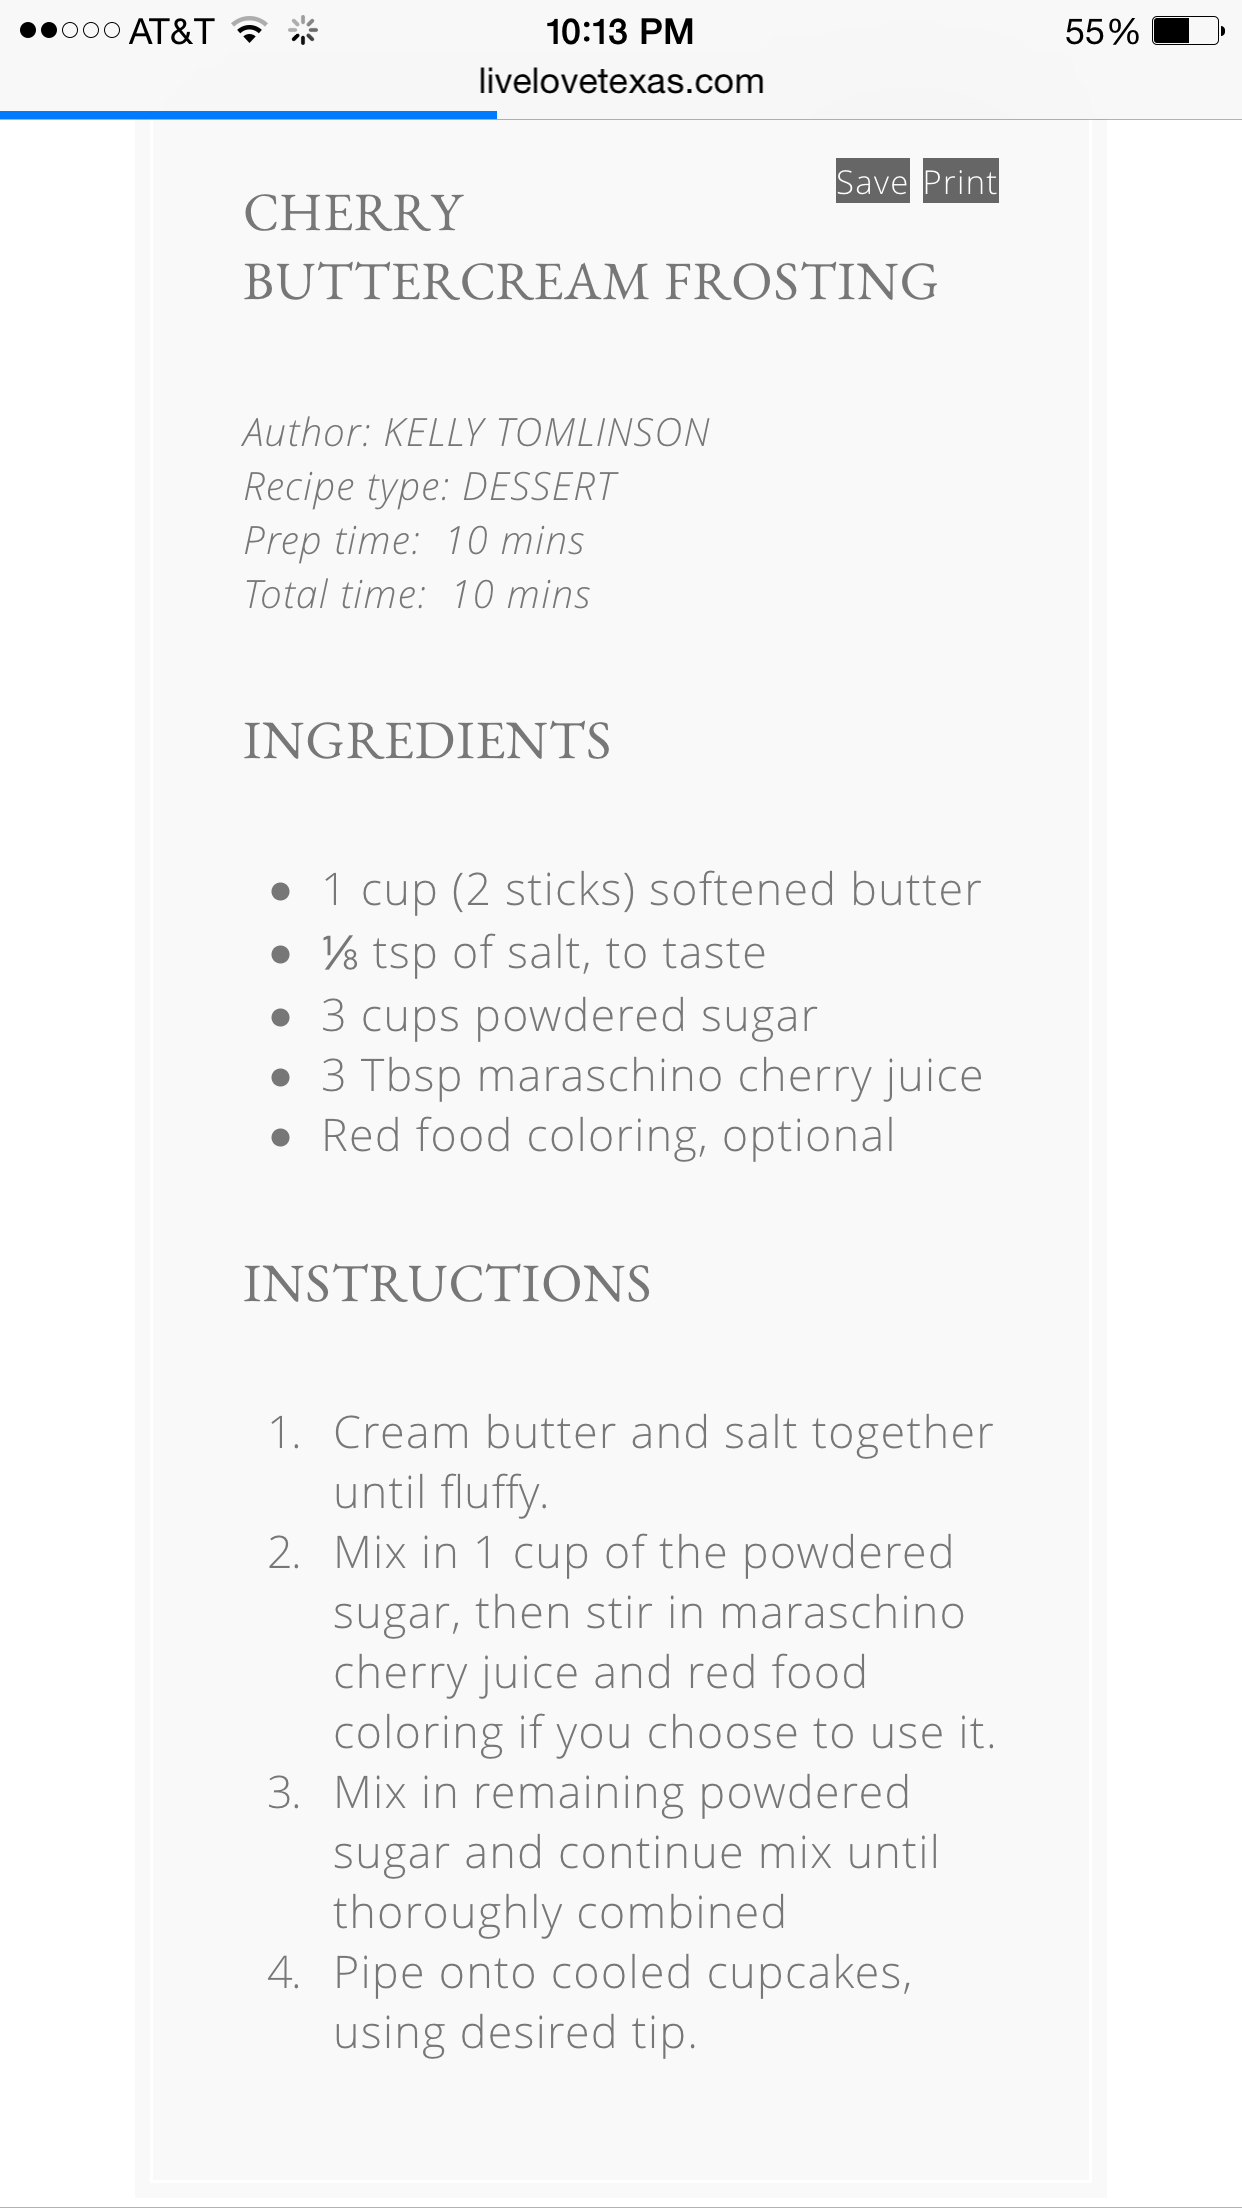 AT&T 10:13 PM 55%
livelovetexas.com
Save Print
CHERRY
BUTTERCREAM FROSTING
Author: KELLY TOMLINSON
Recipe type: DESSERT
Prep time: 10 mins
Total time: 10 mins
INGREDIENTS
● 1 cup (2 sticks) softened butter
● ⅛ tsp of salt, to taste
● 3 cups powdered sugar
● 3 Tbsp maraschino cherry juice
● Red food coloring, optional
INSTRUCTIONS
1. Cream butter and salt together
until fluffy.
2. Mix in 1 cup of the powdered
sugar, then stir in maraschino
cherry juice and red food
coloring if you choose to use it.
3. Mix in remaining powdered
sugar and continue mix until
thoroughly combined
4. Pipe onto cooled cupcakes,
using desired tip.